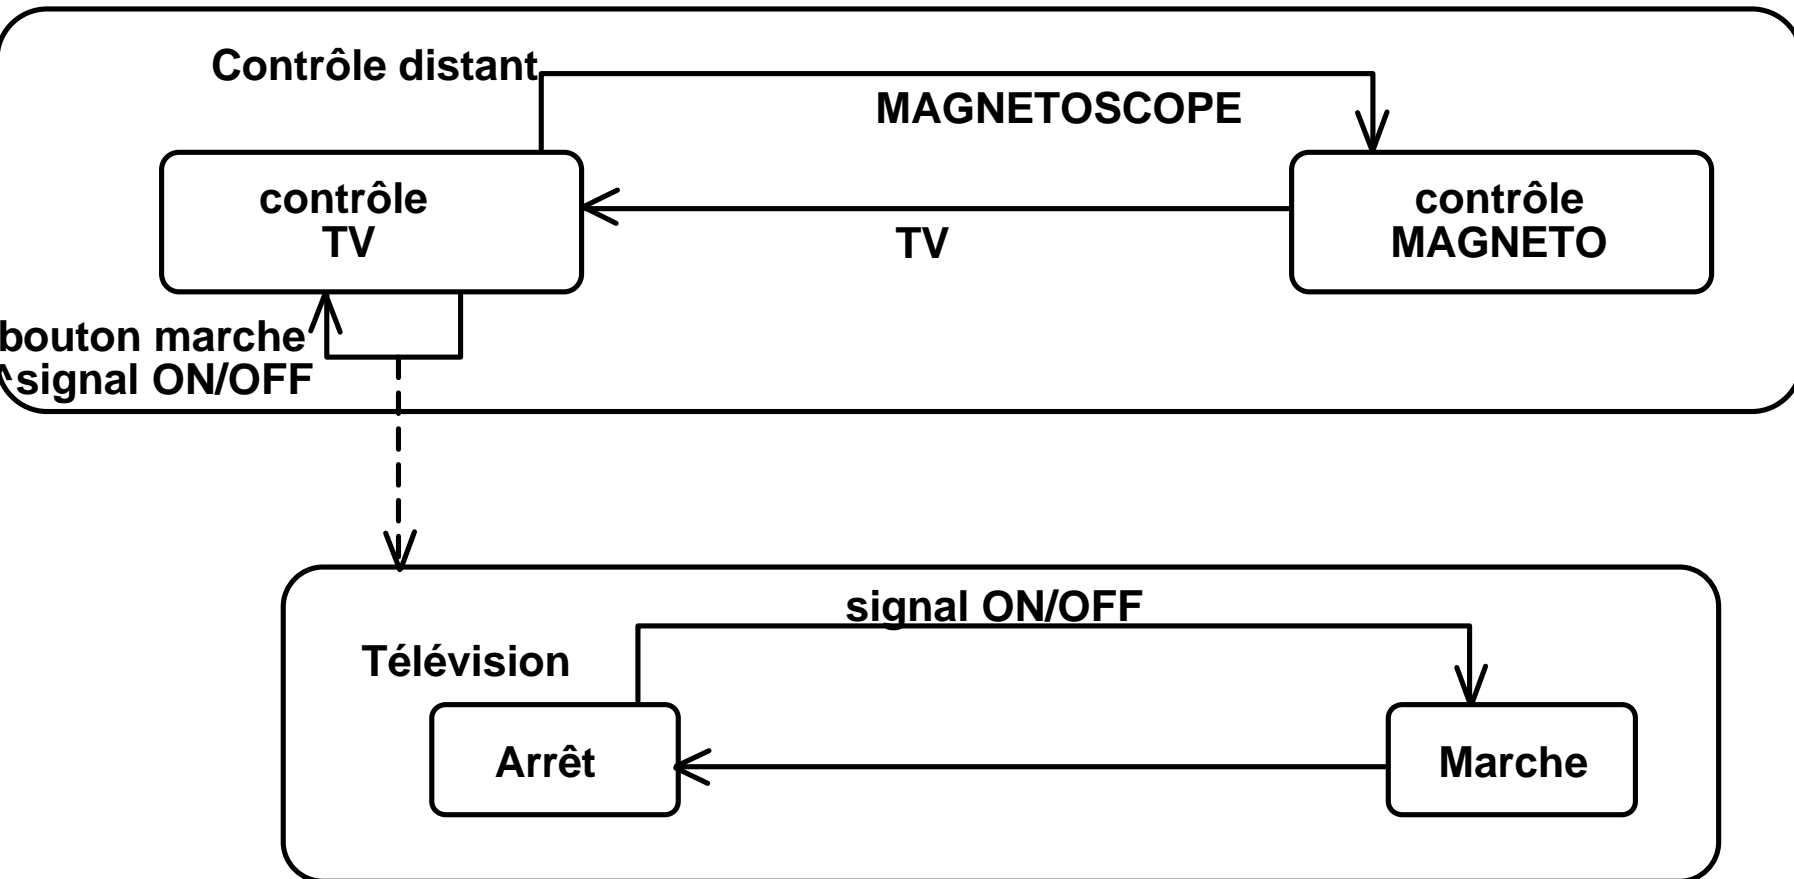 Contrôle distant
MAGNETOSCOPE
contrôle
TV
contrôle
MAGNETO
TV
bouton marche
^signal ON/OFF
signal ON/OFF
Télévision
Arrêt
Marche